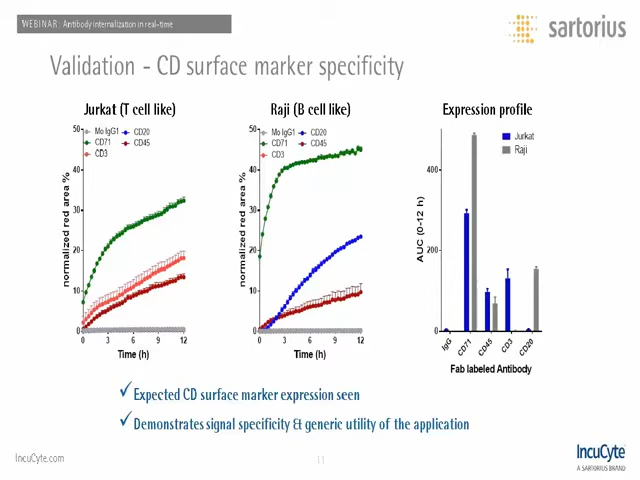 WEBINAR: Antibody internalization in real-time
sartorius
Validation - CD surface marker specificity
Jurkat (T cell like)
Raji (B cell like)
Expression profile
50
40
30
20
10
0
normalized red area %
Mo IgG1
CD20
CD71
CD45
CD3
0 3 6 9 12
Time (h)
50
40
30
20
10
0
normalized red area %
Mo IgG1
CD20
CD71
CD45
CD3
0 3 6 9 12
Time (h)
400
200
0
AUC (0-12 h)
Jurkat
Raji
IgG CD71 CD45 CD3 CD20
Fab labeled Antibody
✓Expected CD surface marker expression seen
✓Demonstrates signal specificity & generic utility of the application
IncuCyte.com
11
IncuCyte
A SARTORIUS BRAND